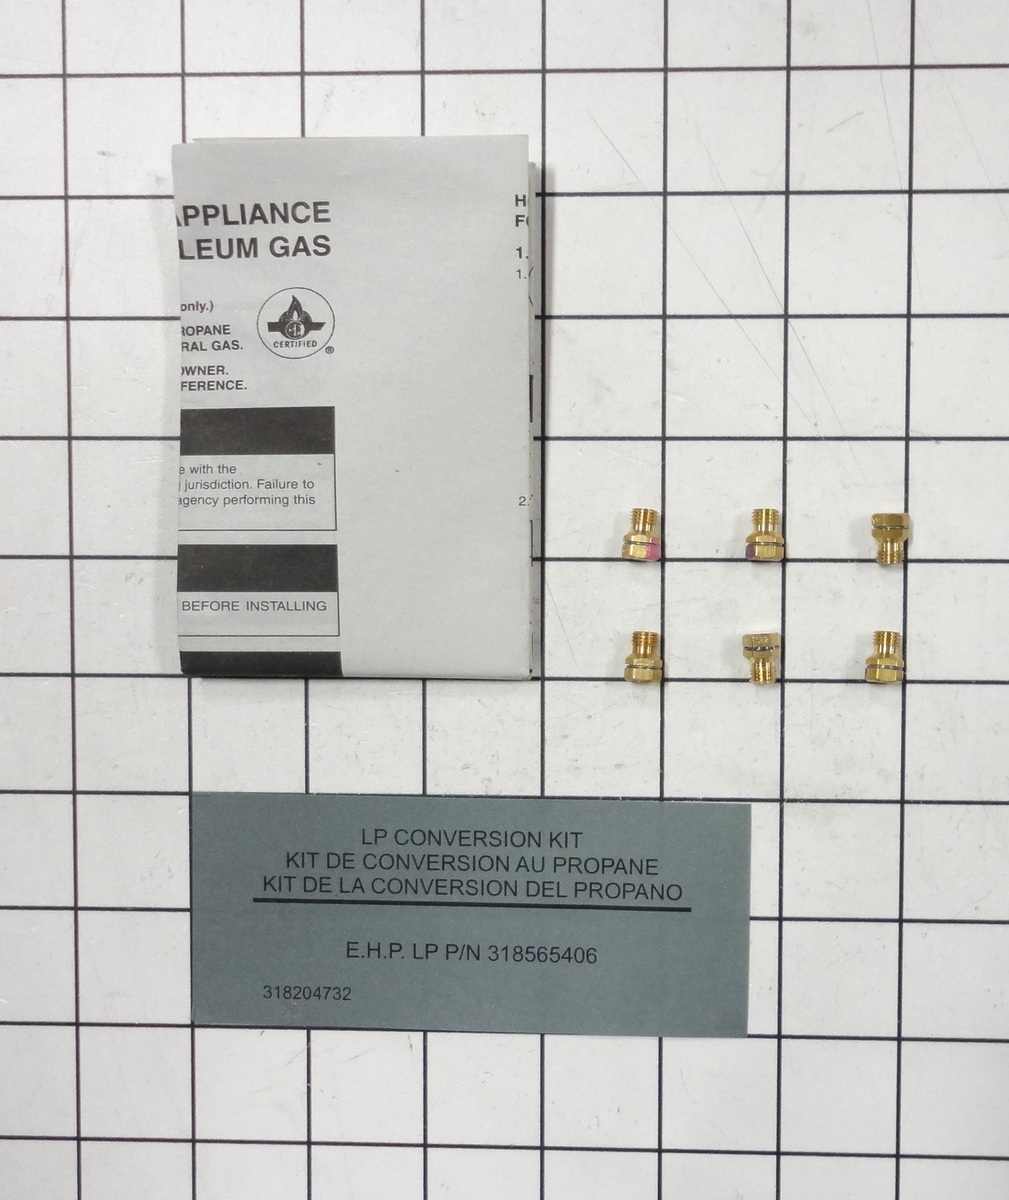 APPLIANCE
LEUM GAS
only.)
ROPANE
RAL GAS.
OWNER.
FERENCE.
CERTIFIED
®
e with the
jurisdiction. Failure to
agency performing this
BEFORE INSTALLING
H
F
1.
1.
2.
LP CONVERSION KIT
KIT DE CONVERSION AU PROPANE
KIT DE LA CONVERSION DEL PROPANO
E.H.P. LP P/N 318565406
318204732